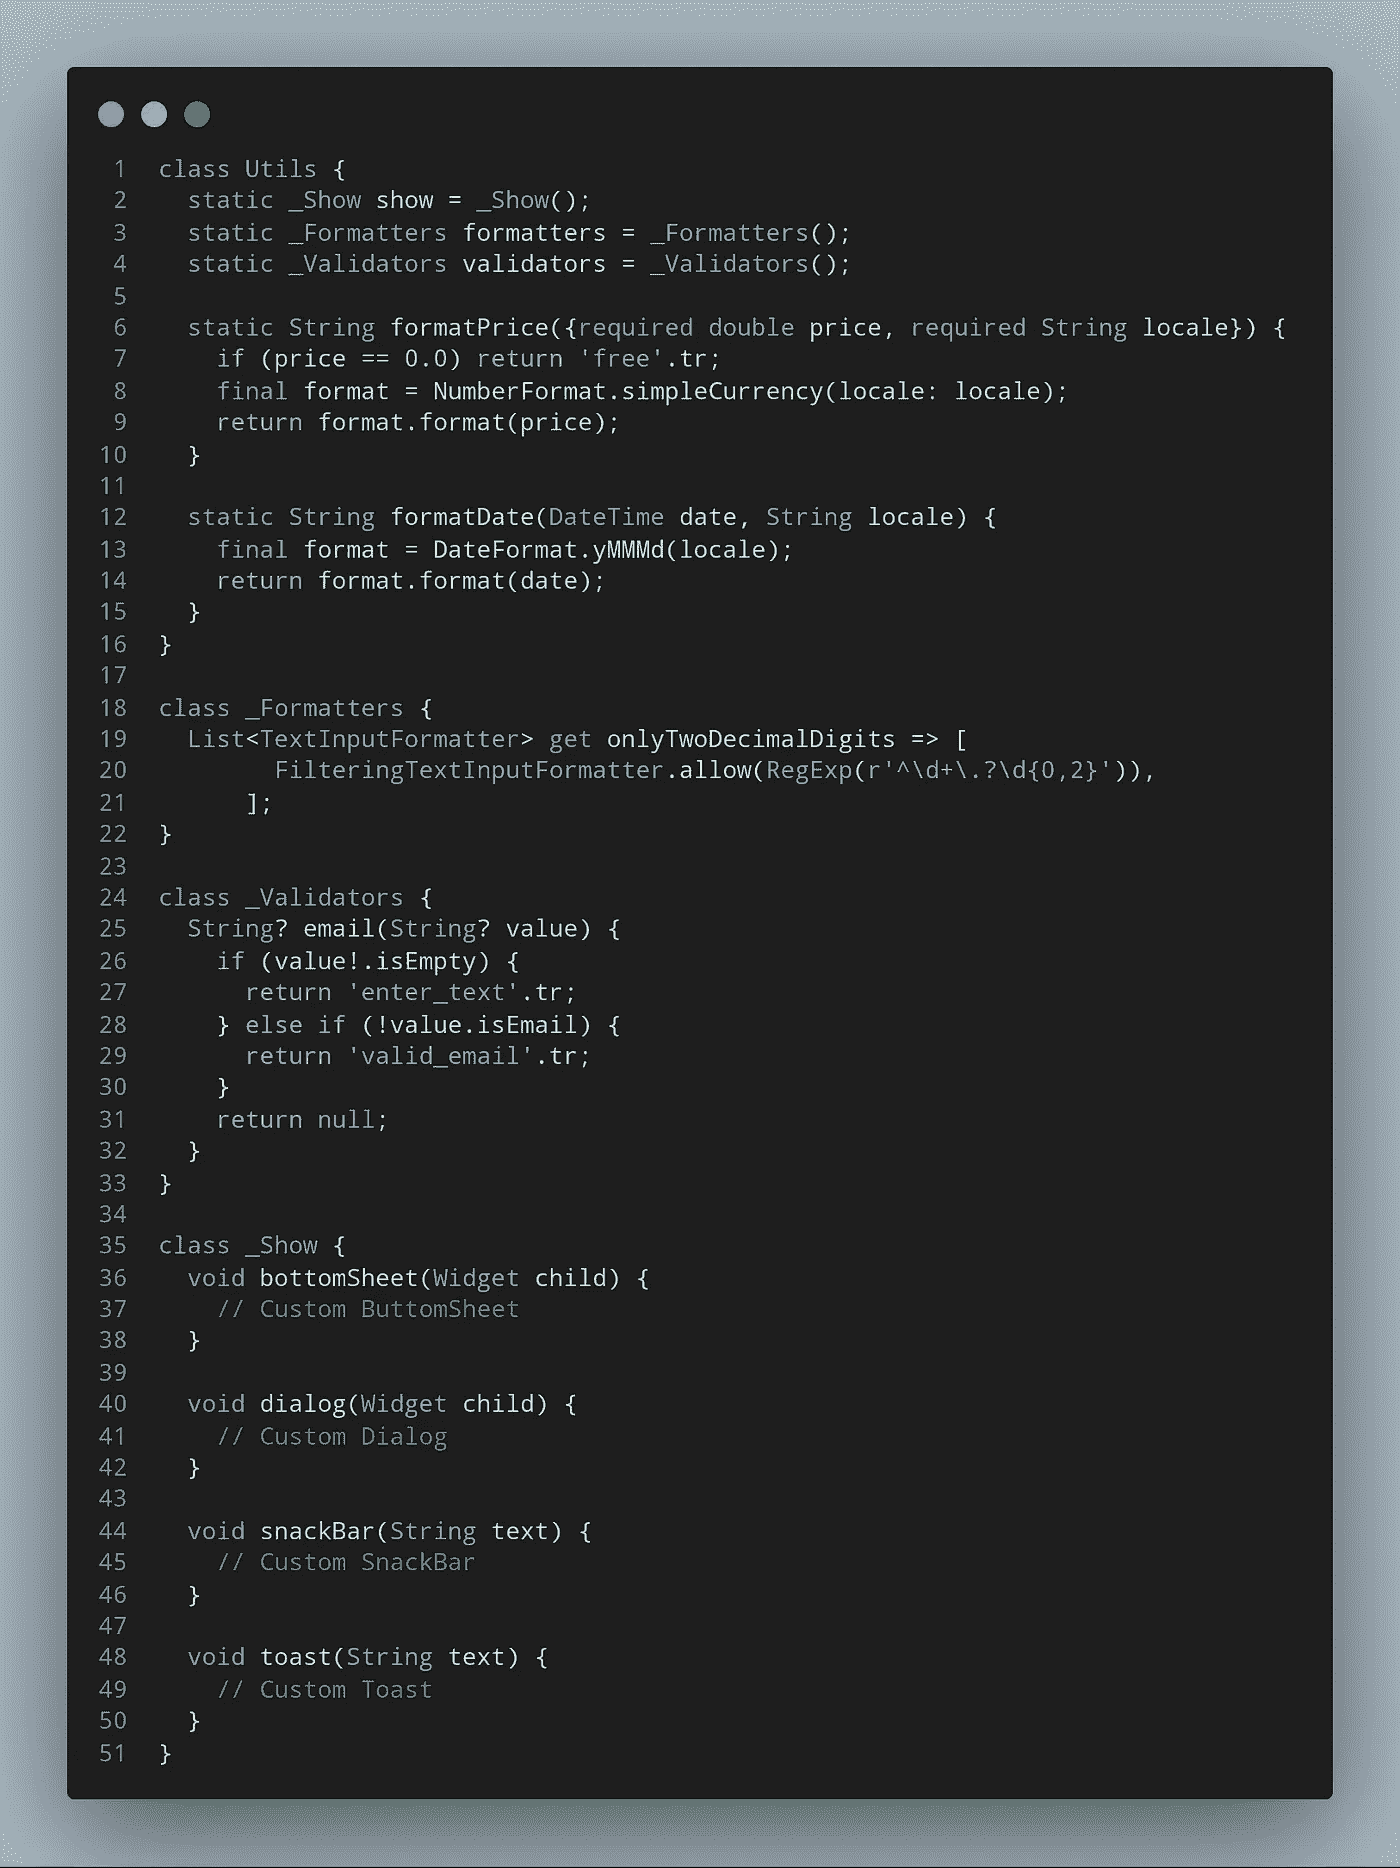 1 class Utils {
2   static _Show show = _Show();
3   static _Formatters formatters = _Formatters();
4   static _Validators validators = _Validators();
5
6   static String formatPrice({required double price, required String locale}) {
7     if (price == 0.0) return 'free'.tr;
8     final format = NumberFormat.simpleCurrency(locale: locale);
9     return format.format(price);
10   }
11
12   static String formatDate(DateTime date, String locale) {
13     final format = DateFormat.yMMMd(locale);
14     return format.format(date);
15   }
16 }
17
18 class _Formatters {
19   List<TextInputFormatter> get onlyTwoDecimalDigits => [
20         FilteringTextInputFormatter.allow(RegExp(r'^\d+\.?\d{0,2}')),
21       ];
22 }
23
24 class _Validators {
25   String? email(String? value) {
26     if (value!.isEmpty) {
27       return 'enter_text'.tr;
28     } else if (!value.isEmail) {
29       return 'valid_email'.tr;
30     }
31     return null;
32   }
33 }
34
35 class _Show {
36   void bottomSheet(Widget child) {
37     // Custom ButtomSheet
38   }
39
40   void dialog(Widget child) {
41     // Custom Dialog
42   }
43
44   void snackBar(String text) {
45     // Custom SnackBar
46   }
47
48   void toast(String text) {
49     // Custom Toast
50   }
51 }